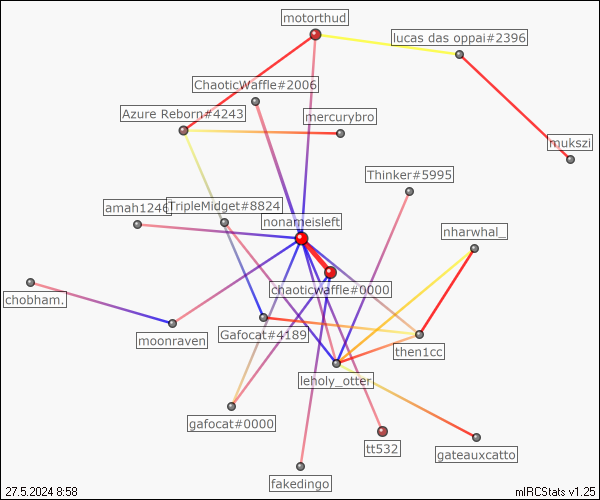 motorthud
lucas das oppai#2396
ChaoticWaffle#2006
Azure Reborn#4243
mercurybro
mukszi
Thinker#5995
amah1246
TripleMidget#8824
nonameisleft
nharwhal_
chaoticwaffle#0000
chobham.
moonraven
Gafocat#4189
then1cc
leholy_otter
gafocat#0000
tt532
gateauxcatto
fakedingo
27.5.2024 8:58
mIRCStats v1.25